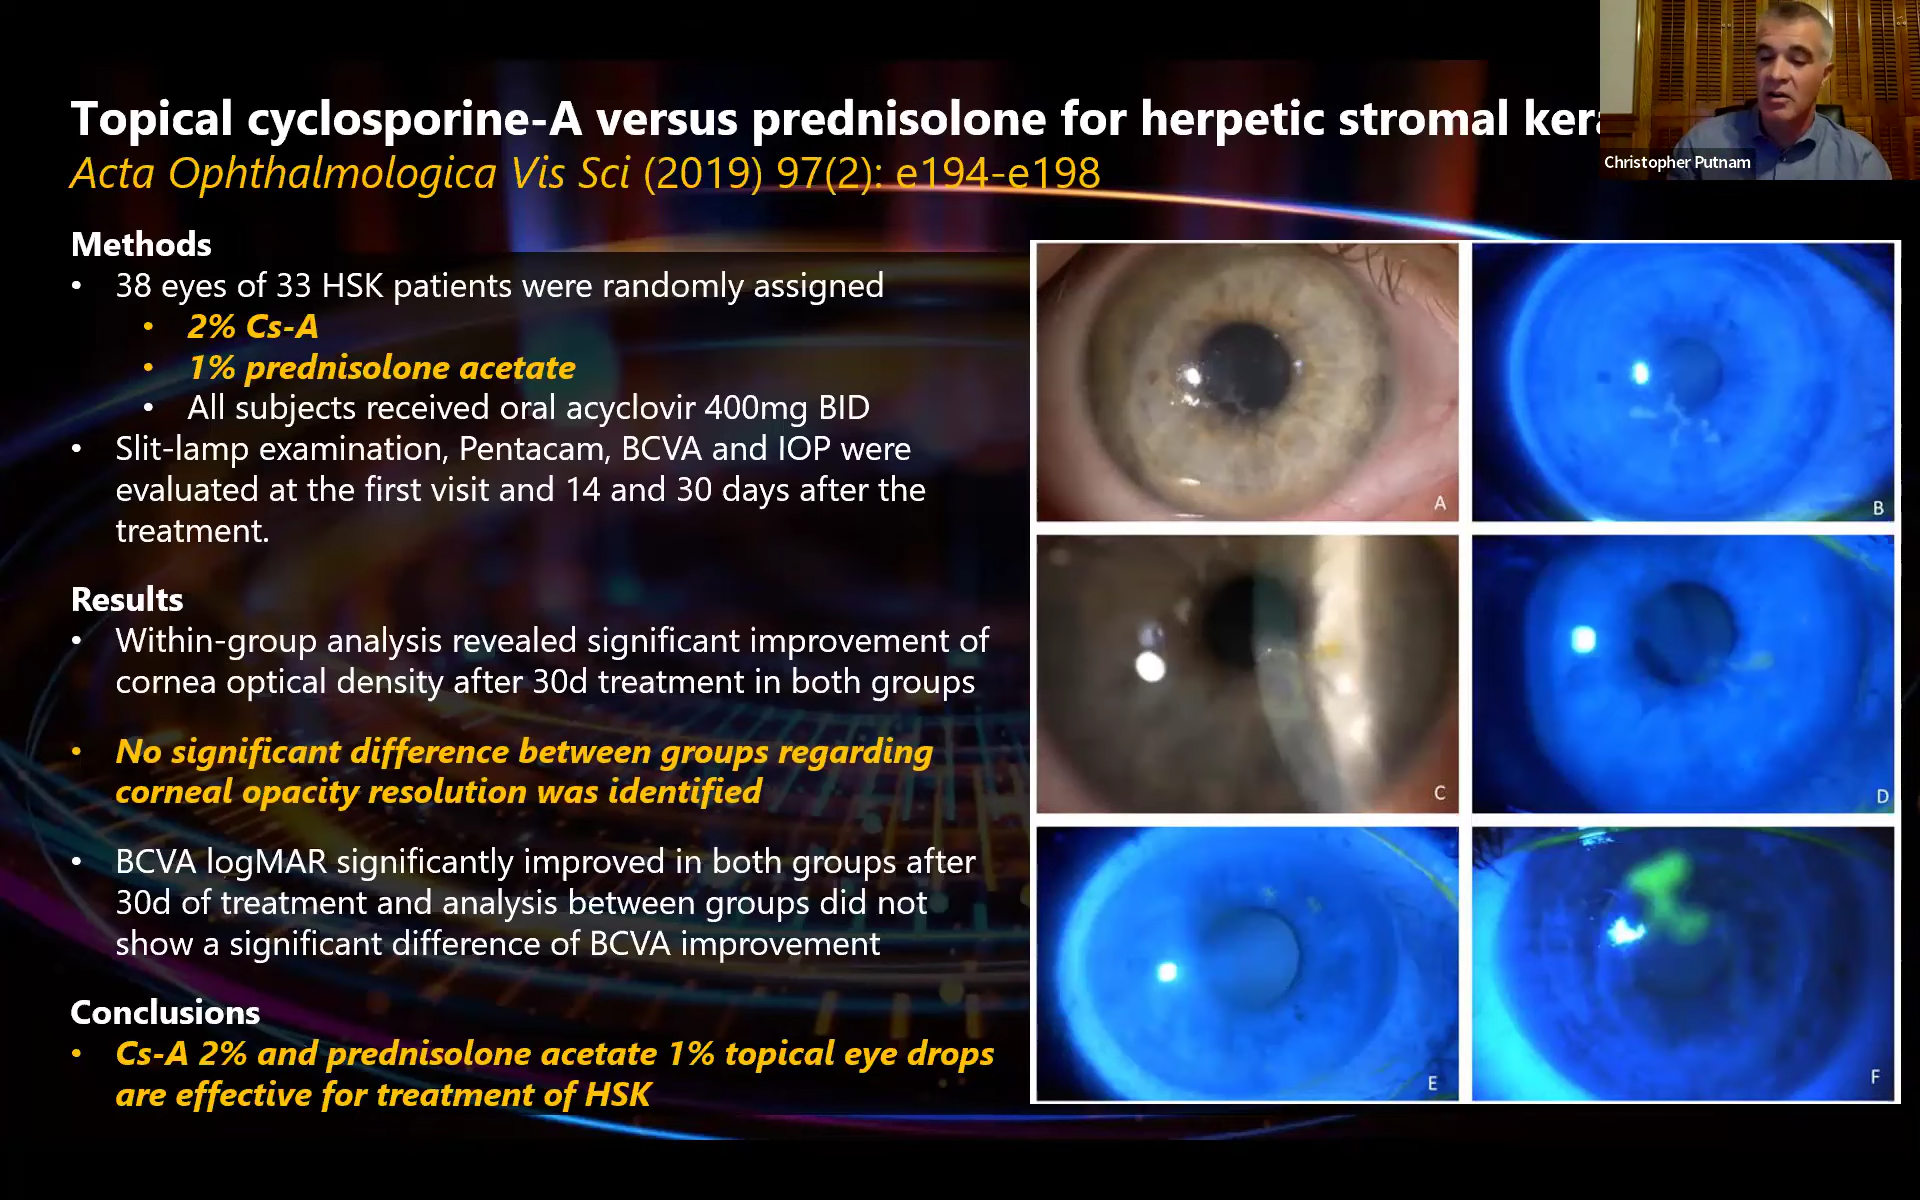 Topical cyclosporine-A versus prednisolone for herpetic stromal
Christopher Putnam
Acta Ophthalmologica Vis Sci (2019) 97(2): e194-e198
Methods
• 38 eyes of 33 HSK patients were randomly assigned
• 2% Cs-A
• 1% prednisolone acetate
• All subjects received oral acyclovir 400mg BID
• Slit-lamp examination, Pentacam, BCVA and IOP were
evaluated at the first visit and 14 and 30 days after the
treatment.
Results
• Within-group analysis revealed significant improvement of
cornea optical density after 30d treatment in both groups
• No significant difference between groups regarding
corneal opacity resolution was identified
• BCVA logMAR significantly improved in both groups after
30d of treatment and analysis between groups did not
show a significant difference of BCVA improvement
Conclusions
• Cs-A 2% and prednisolone acetate 1% topical eye drops
are effective for treatment of HSK
A
B
C
D
E
F